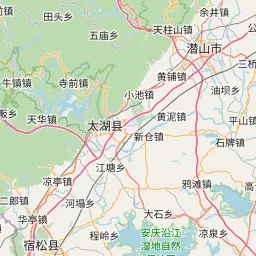 余井镇
田头乡
天柱山镇
潜山市
五庙乡
三桥
黄铺镇
牛镇镇
寺前镇
油坝乡
小池镇
黄泥镇
天华镇
太湖县
平山镇
新仓镇
石牌镇
江塘乡
凉亭镇
鸦滩镇
二郎镇
河塌乡
华亭镇
大石乡
高
程岭乡
安庆沿江
湿地自然
凉泉乡
宿松县